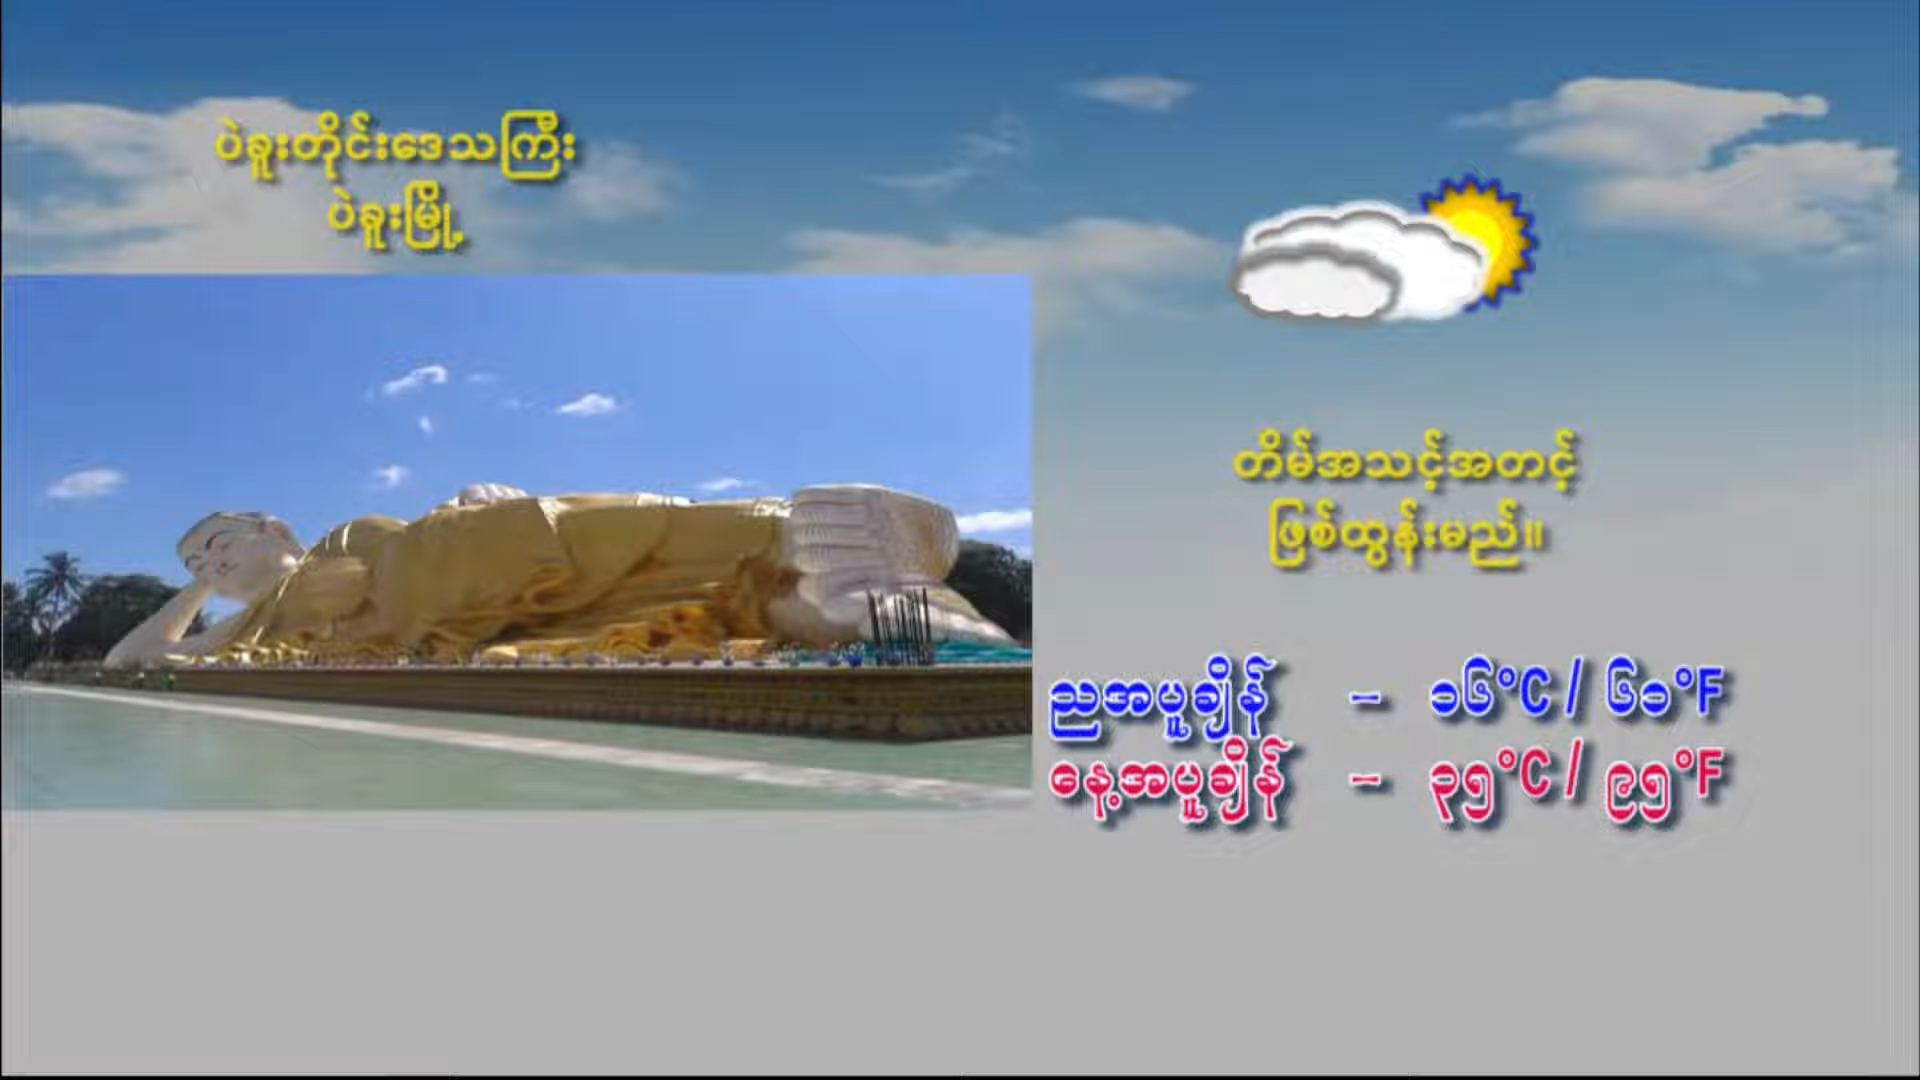 ပဲခူးတိုင်းဒေသကြီး
ပဲခူးမြို့
တိမ်အသင့်အတင့်
ဖြစ်ထွန်းမည်။
ညအပူချိန် - ၁၆°C / ၆၁°F
နေ့အပူချိန် - ၃၅°C / ၉၅°F